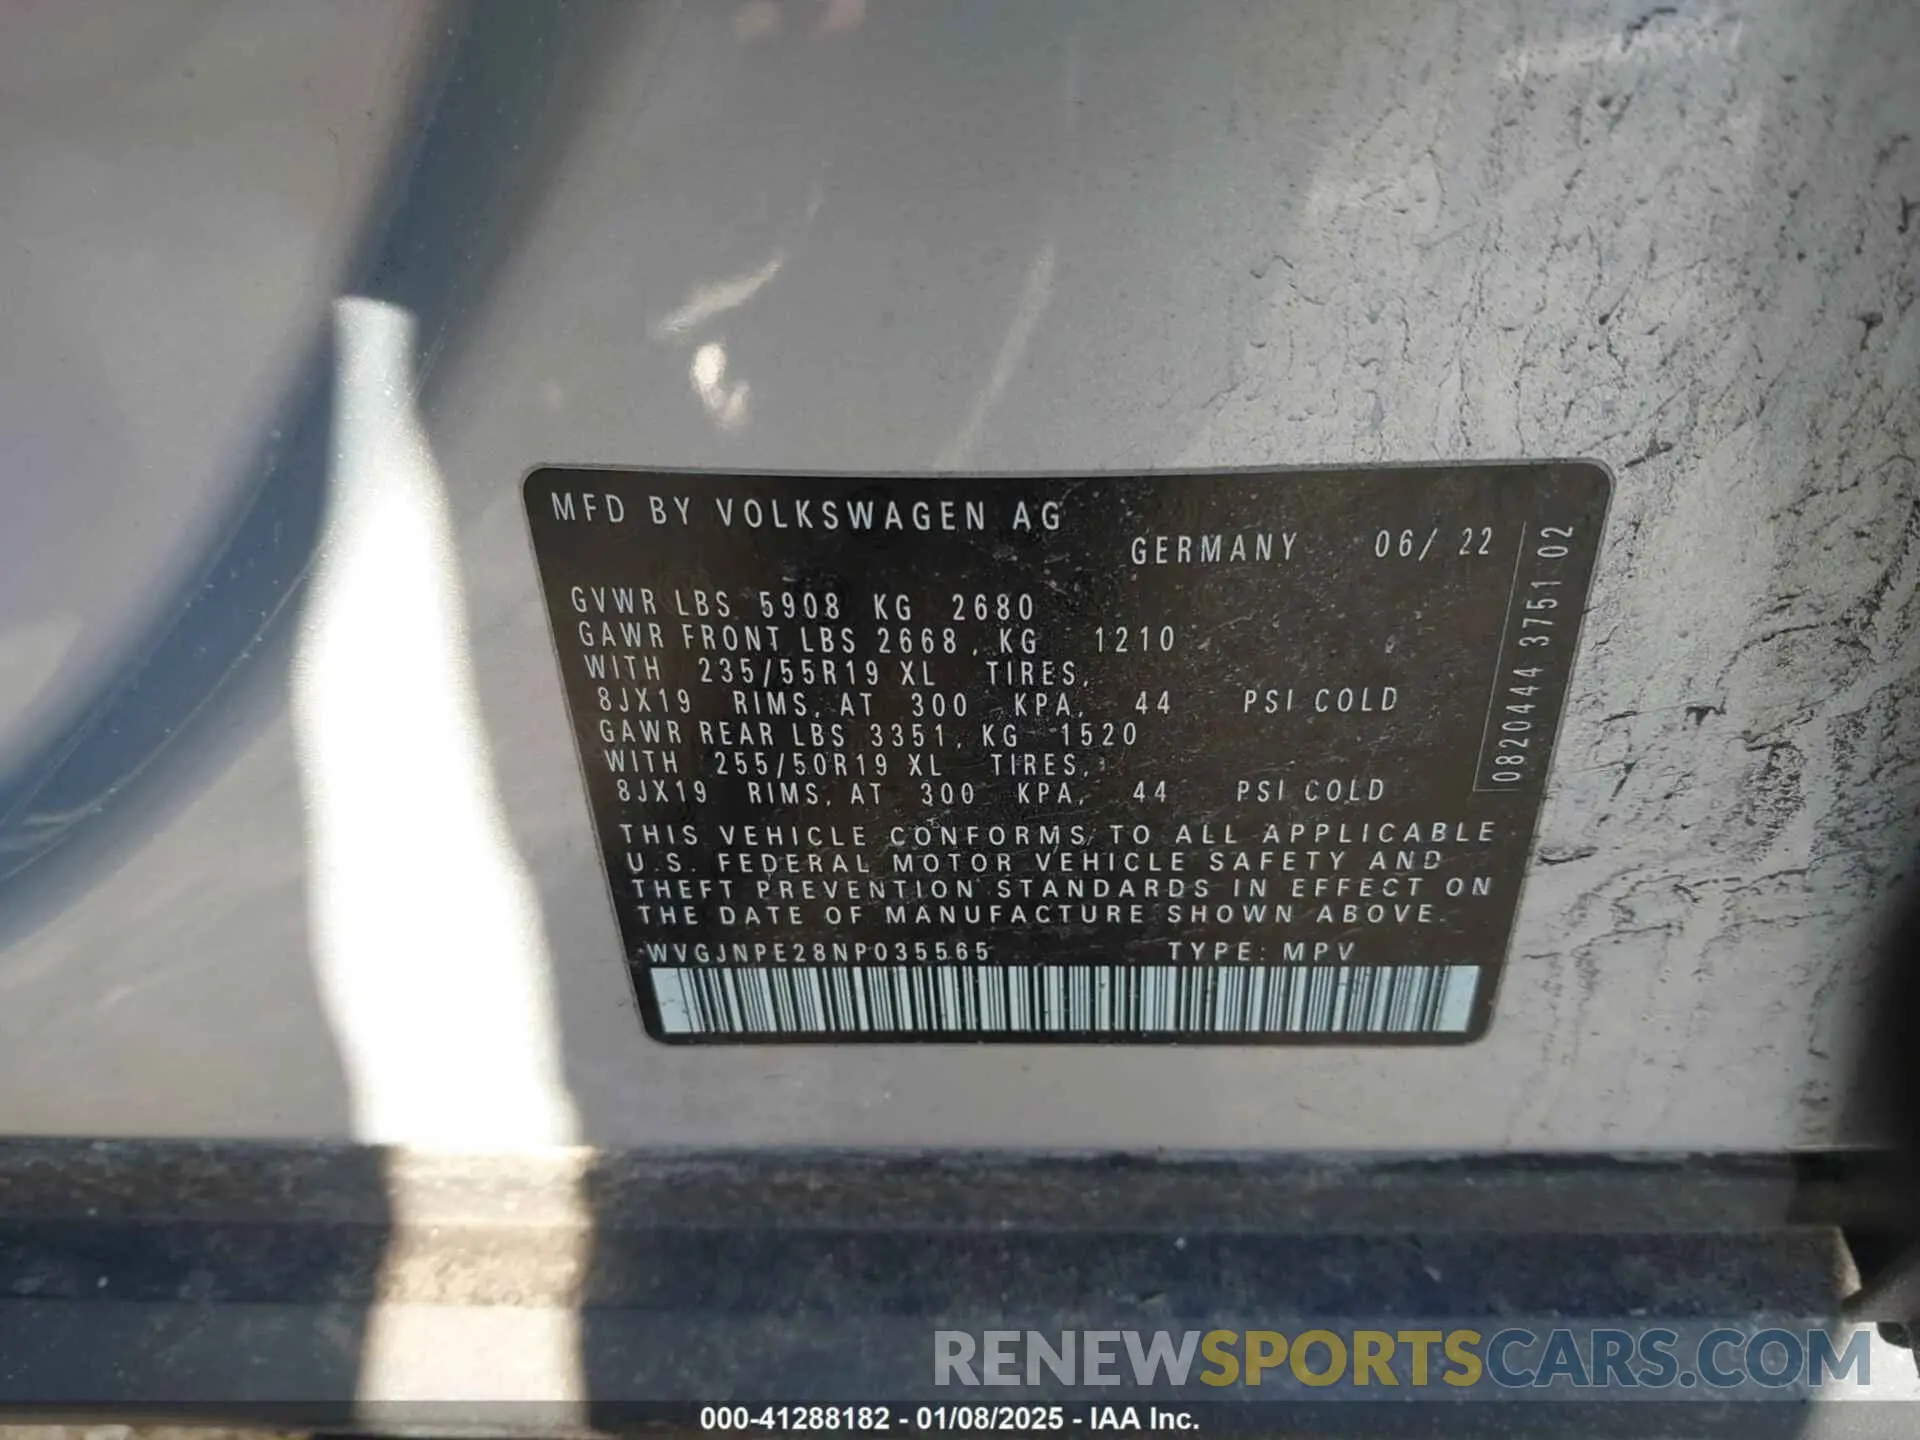 MFD BY VOLKSWAGEN AG
GERMANY 06/ 22
GVWR LBS 5908 KG 2680
GAWR FRONT LBS 2668, KG 1210
WITH 235/55R19 XL TIRES,
8JX19 RIMS, AT 300 KPA, 44 PSI COLD
GAWR REAR LBS 3351, KG 1520
WITH 255/50R19 XL TIRES,
8JX19 RIMS, AT 300 KPA, 44 PSI COLD
THIS VEHICLE CONFORMS TO ALL APPLICABLE
U.S. FEDERAL MOTOR VEHICLE SAFETY AND
THEFT PREVENTION STANDARDS IN EFFECT ON
THE DATE OF MANUFACTURE SHOWN ABOVE.
WVGJNPE28NP035565 TYPE: MPV
0820444 375102
RENEWSPORTSCARS.COM
000-41288182 - 01/08/2025 - IAA Inc.